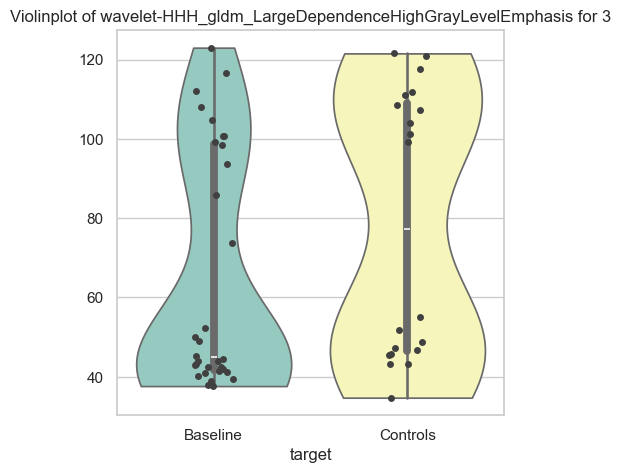 Violinplot of wavelet-HHH_gldm_LargeDependenceHighGrayLevelEmphasis for 3
120
100
80
60
40
Baseline Controls
target